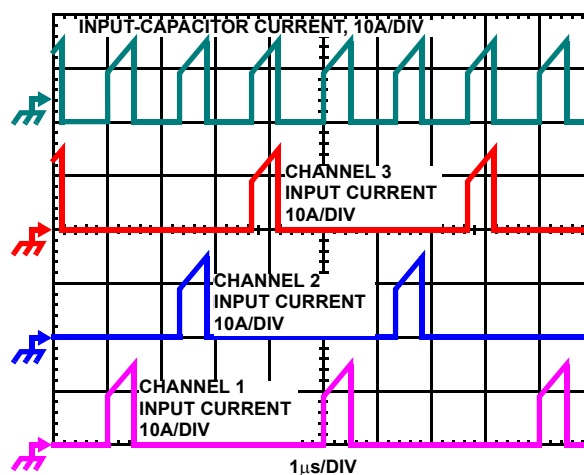 INPUT-CAPACITOR CURRENT, 10A/DIV
CHANNEL 3
INPUT CURRENT
10A/DIV
CHANNEL 2
INPUT CURRENT
10A/DIV
CHANNEL 1
INPUT CURRENT
10A/DIV
1μs/DIV